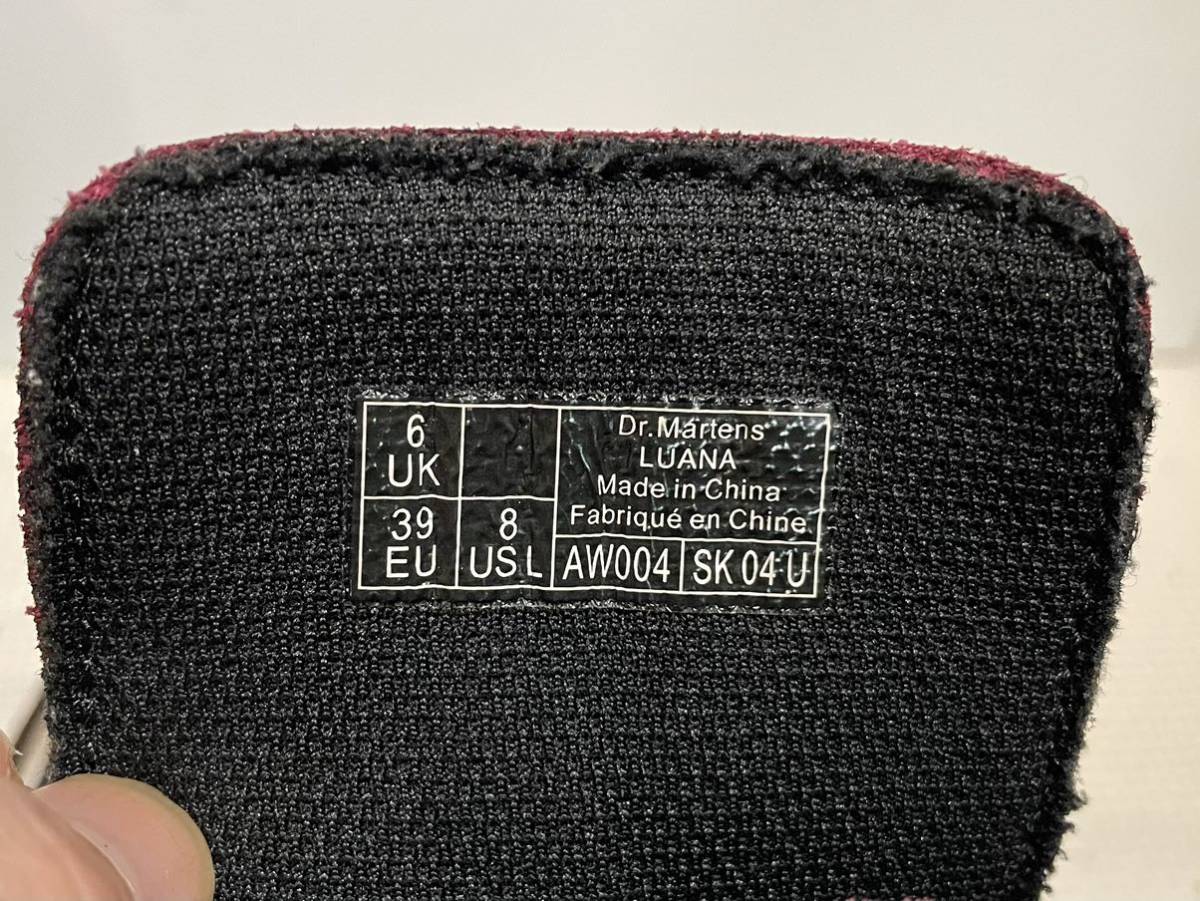 6
UK
39
EU
8
US L
Dr. Martens
LUANA
Made in China
Fabriqué en Chine
AW004
SK 04 U